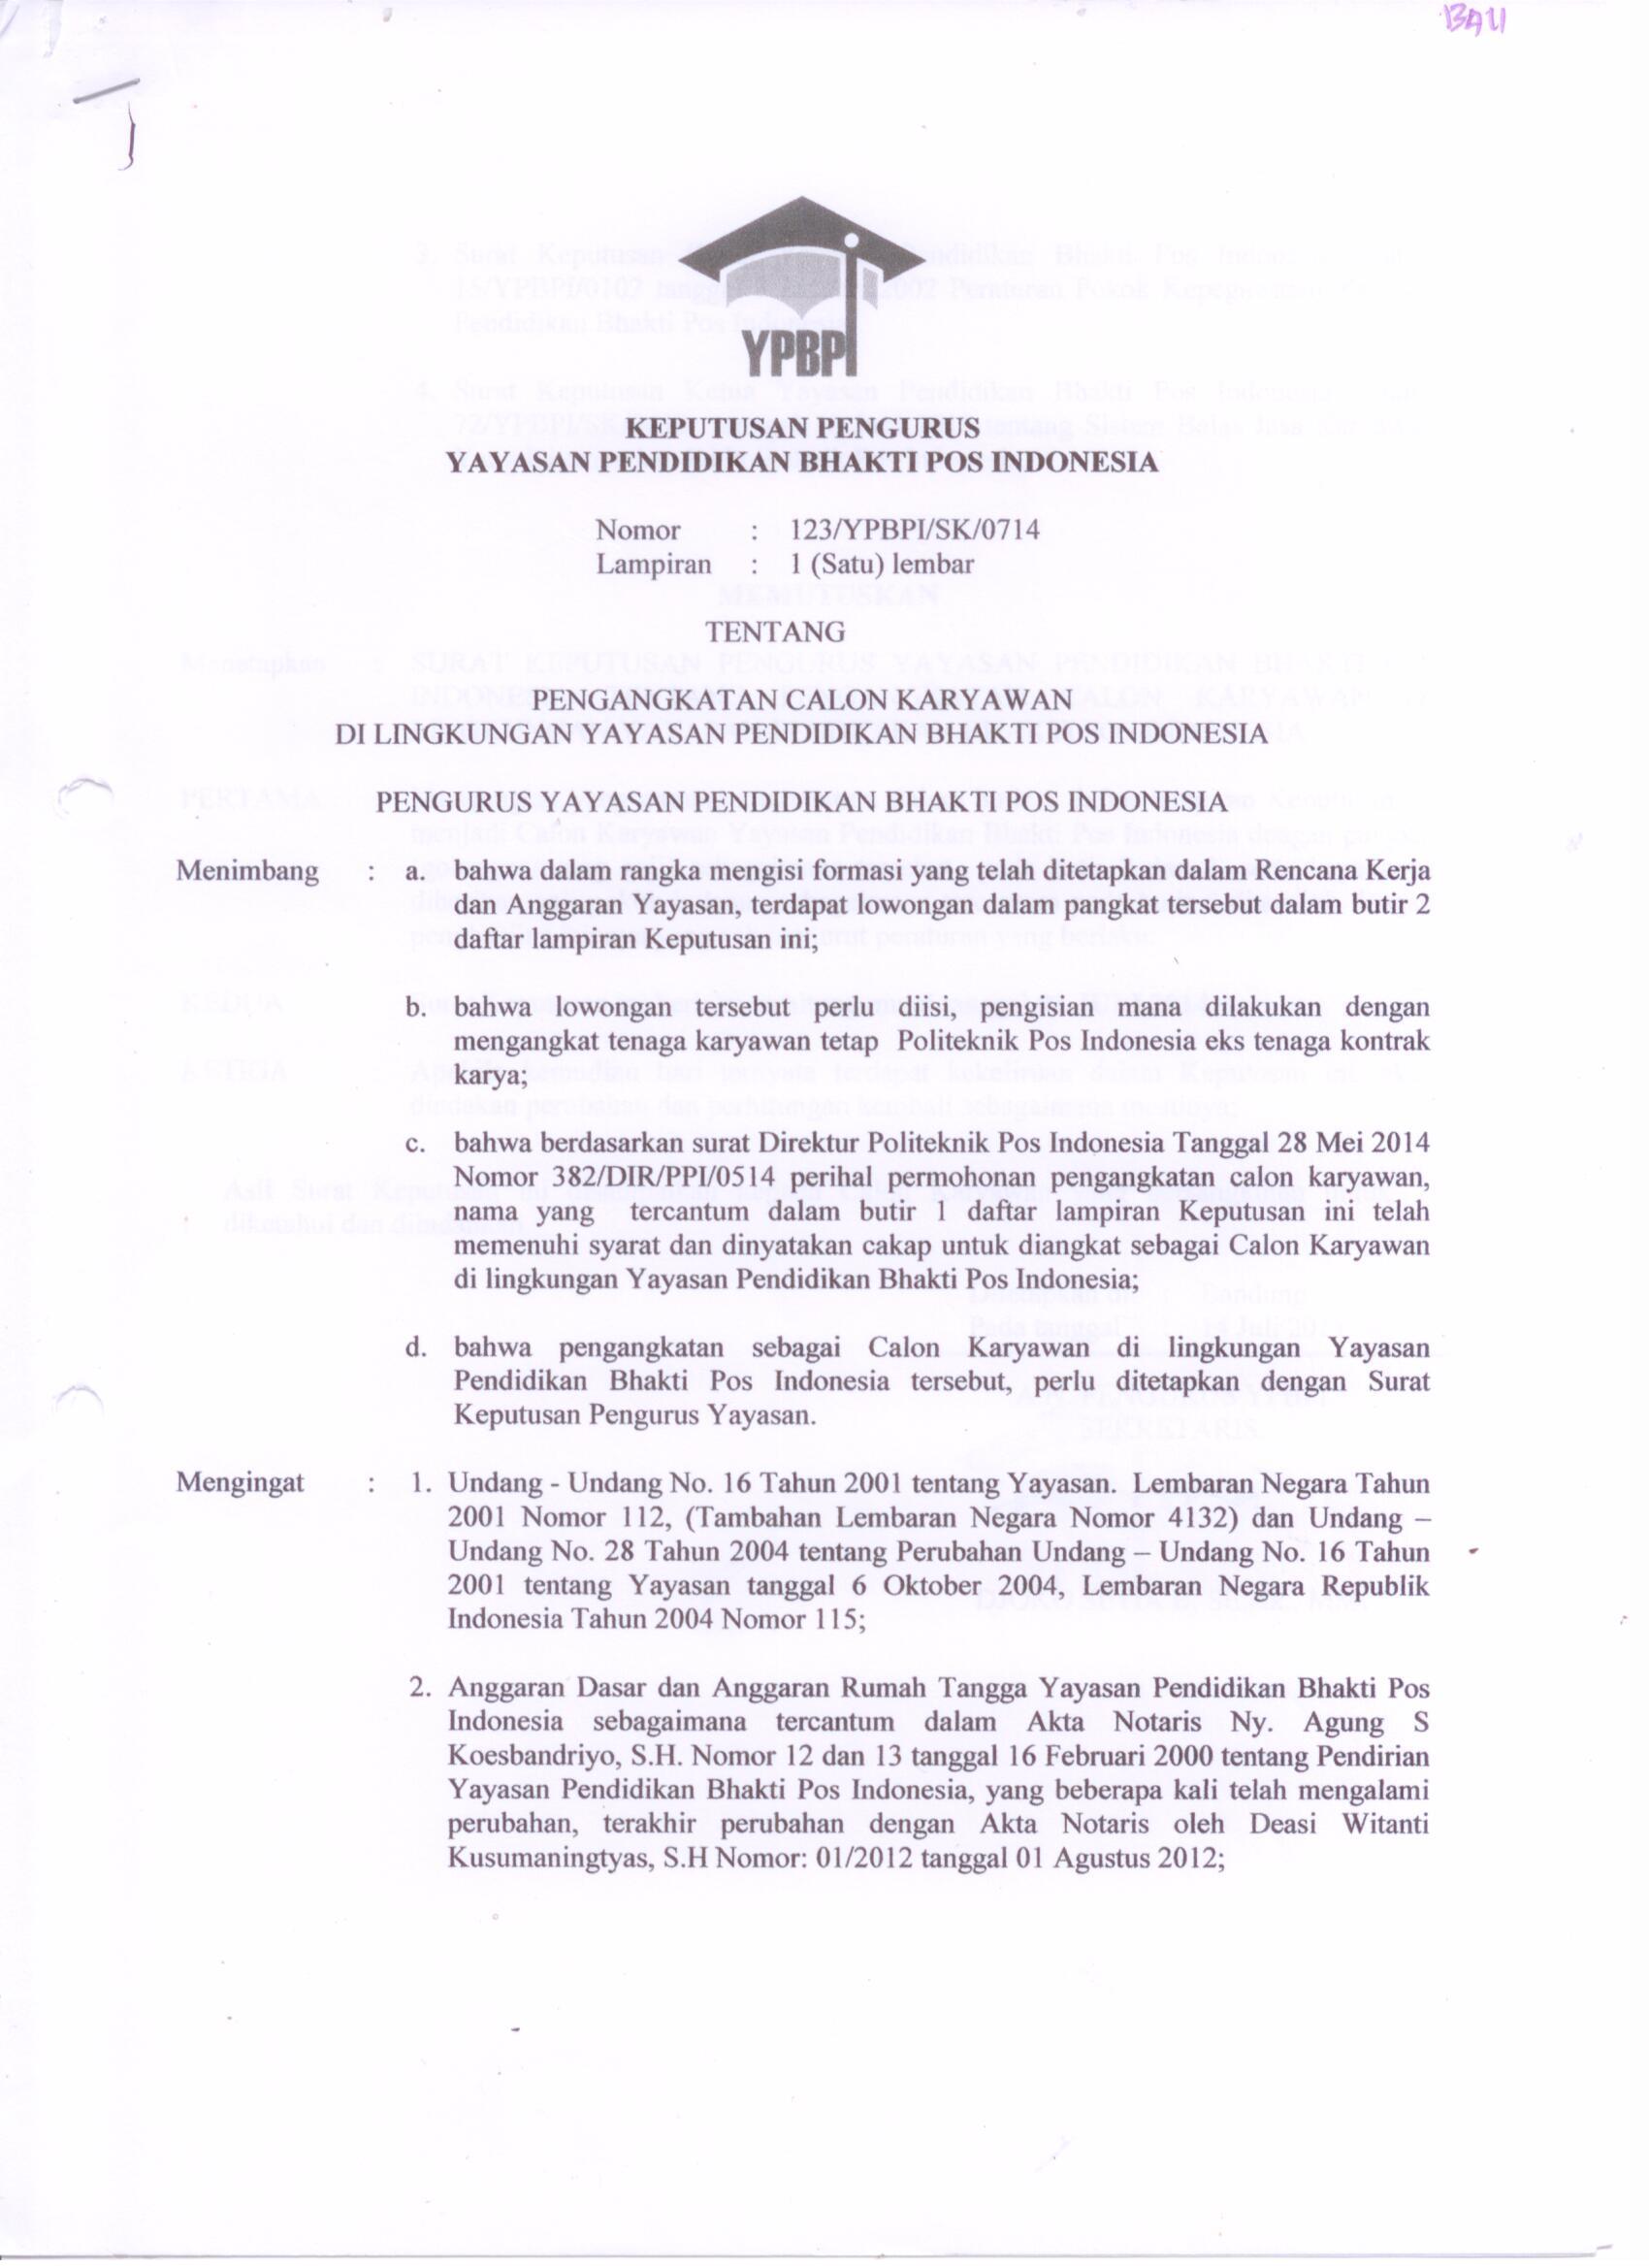 BAU
YPBPI
KEPUTUSAN PENGURUS
YAYASAN PENDIDIKAN BHAKTI POS INDONESIA
Nomor : 123/YPBPI/SK/0714
Lampiran : 1 (Satu) lembar
TENTANG
PENGANGKATAN CALON KARYAWAN
DI LINGKUNGAN YAYASAN PENDIDIKAN BHAKTI POS INDONESIA
PENGURUS YAYASAN PENDIDIKAN BHAKTI POS INDONESIA
Menimbang : a. bahwa dalam rangka mengisi formasi yang telah ditetapkan dalam Rencana Kerja
dan Anggaran Yayasan, terdapat lowongan dalam pangkat tersebut dalam butir 2
daftar lampiran Keputusan ini;
b. bahwa lowongan tersebut perlu diisi, pengisian mana dilakukan dengan
mengangkat tenaga karyawan tetap Politeknik Pos Indonesia eks tenaga kontrak
karya;
c. bahwa berdasarkan surat Direktur Politeknik Pos Indonesia Tanggal 28 Mei 2014
Nomor 382/DIR/PPI/0514 perihal permohonan pengangkatan calon karyawan,
nama yang tercantum dalam butir 1 daftar lampiran Keputusan ini telah
memenuhi syarat dan dinyatakan cakap untuk diangkat sebagai Calon Karyawan
di lingkungan Yayasan Pendidikan Bhakti Pos Indonesia;
d. bahwa pengangkatan sebagai Calon Karyawan di lingkungan Yayasan
Pendidikan Bhakti Pos Indonesia tersebut, perlu ditetapkan dengan Surat
Keputusan Pengurus Yayasan.
Mengingat : 1. Undang - Undang No. 16 Tahun 2001 tentang Yayasan. Lembaran Negara Tahun
2001 Nomor 112, (Tambahan Lembaran Negara Nomor 4132) dan Undang –
Undang No. 28 Tahun 2004 tentang Perubahan Undang – Undang No. 16 Tahun
2001 tentang Yayasan tanggal 6 Oktober 2004, Lembaran Negara Republik
Indonesia Tahun 2004 Nomor 115;
2. Anggaran Dasar dan Anggaran Rumah Tangga Yayasan Pendidikan Bhakti Pos
Indonesia sebagaimana tercantum dalam Akta Notaris Ny. Agung S
Koesbandriyo, S.H. Nomor 12 dan 13 tanggal 16 Februari 2000 tentang Pendirian
Yayasan Pendidikan Bhakti Pos Indonesia, yang beberapa kali telah mengalami
perubahan, terakhir perubahan dengan Akta Notaris oleh Deasi Witanti
Kusumaningtyas, S.H Nomor: 01/2012 tanggal 01 Agustus 2012;